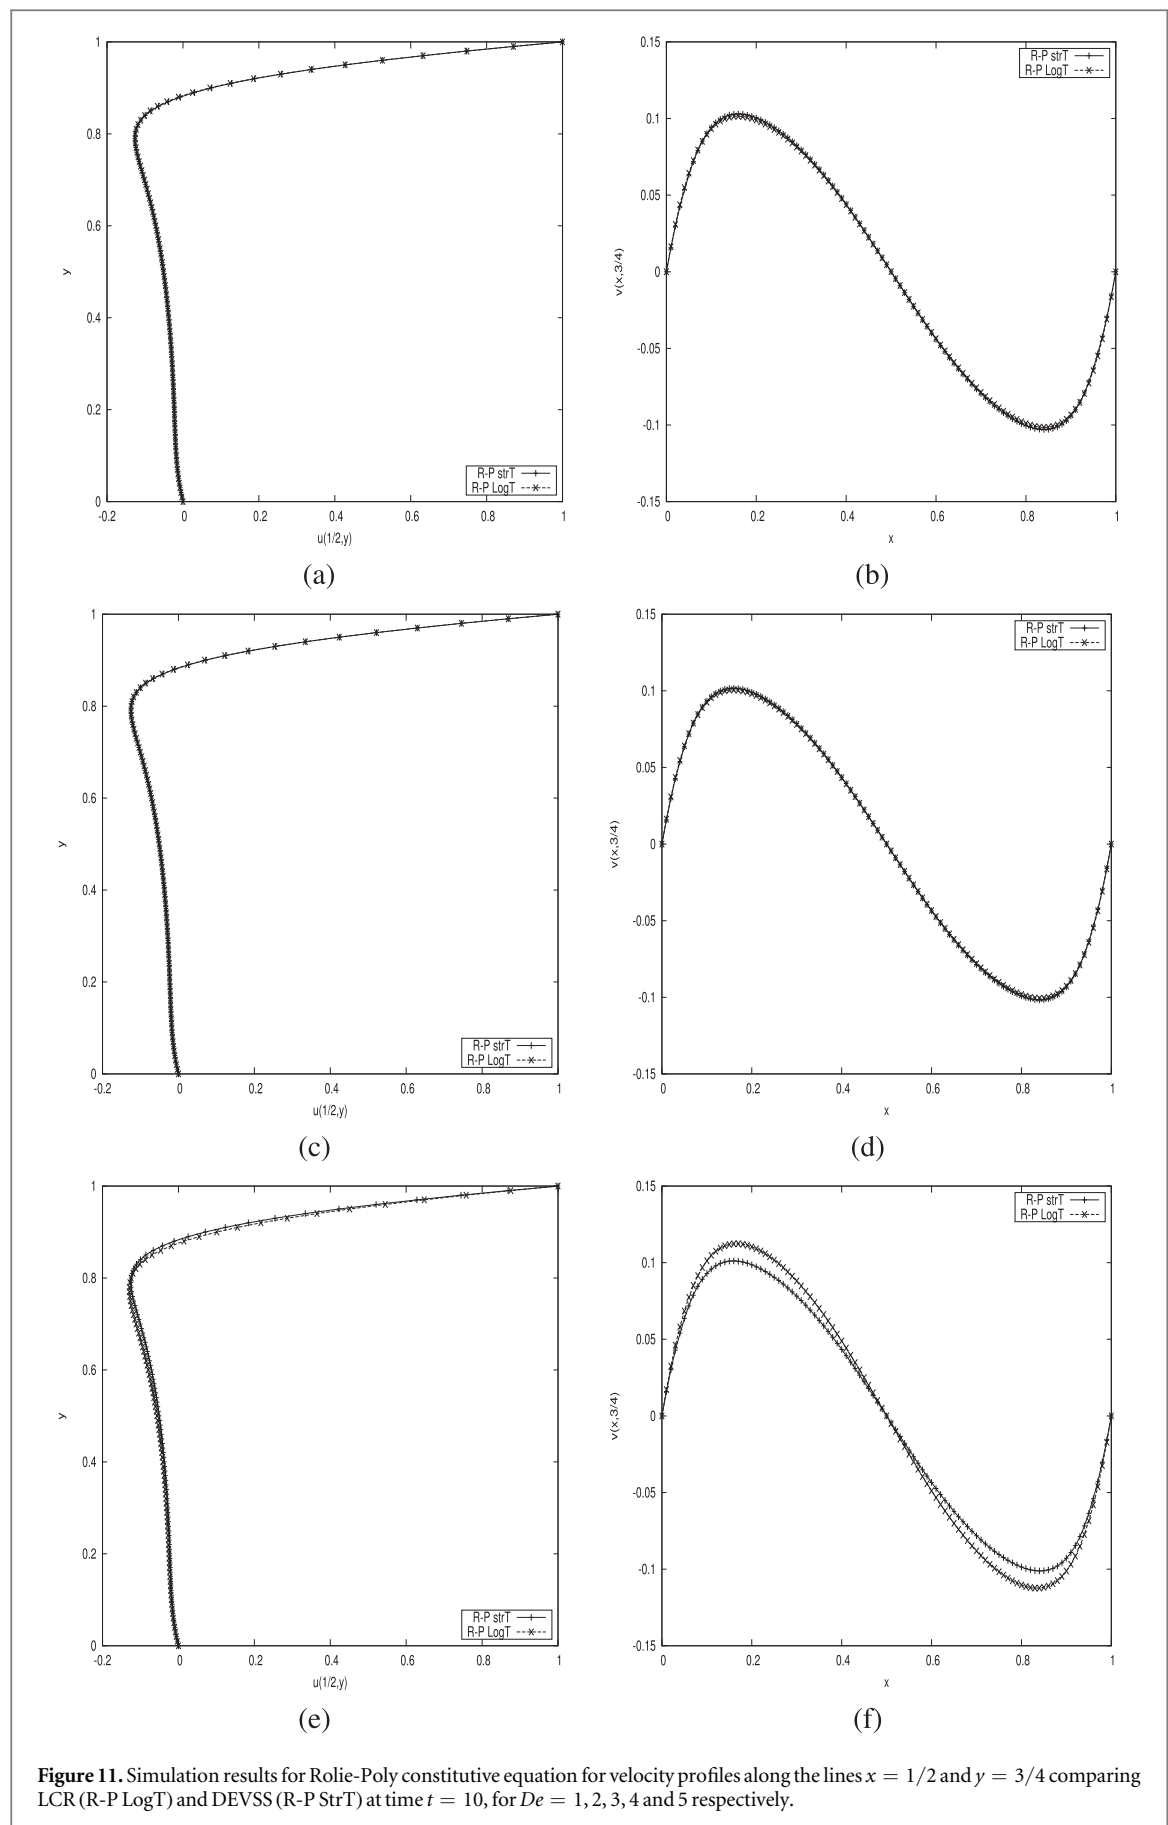 1
0.8
0.6
0.4
0.2
0
y
-0.2 0 0.2 0.4 0.6 0.8 1
u(1/2,y)
R-P strT
R-P LogT
(a)
0.15
0.1
0.05
0
-0.05
-0.1
-0.15
v(x,3/4)
0 0.2 0.4 0.6 0.8 1
x
R-P strT
R-P LogT
(b)
1
0.8
0.6
0.4
0.2
0
y
-0.2 0 0.2 0.4 0.6 0.8 1
u(1/2,y)
R-P strT
R-P LogT
(c)
0.15
0.1
0.05
0
-0.05
-0.1
-0.15
v(x,3/4)
0 0.2 0.4 0.6 0.8 1
x
R-P strT
R-P LogT
(d)
1
0.8
0.6
0.4
0.2
0
y
-0.2 0 0.2 0.4 0.6 0.8 1
u(1/2,y)
R-P strT
R-P LogT
(e)
0.15
0.1
0.05
0
-0.05
-0.1
-0.15
v(x,3/4)
0 0.2 0.4 0.6 0.8 1
x
R-P strT
R-P LogT
(f)
Figure 11. Simulation results for Rolie-Poly constitutive equation for velocity profiles along the lines x = 1/2 and y = 3/4 comparing
LCR (R-P LogT) and DEVSS (R-P StrT) at time t = 10, for De = 1, 2, 3, 4 and 5 respectively.